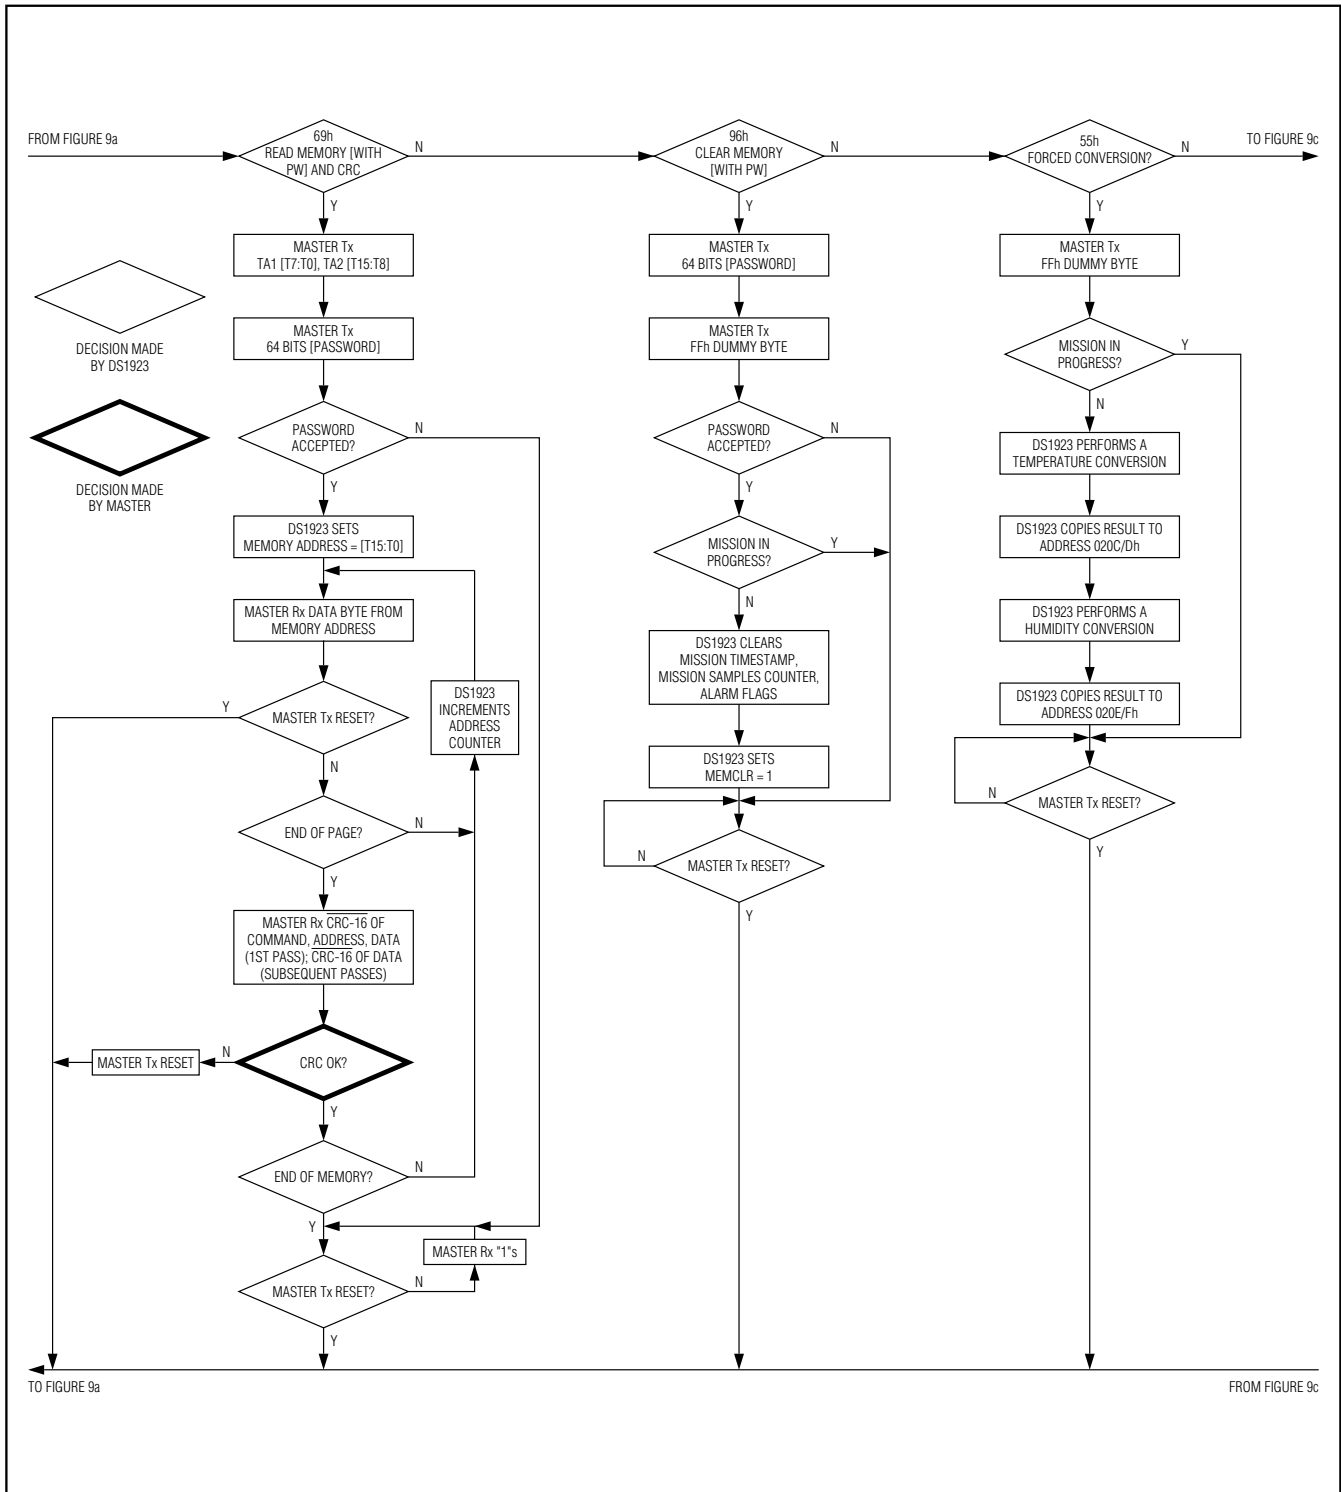 FROM FIGURE 9a
69h
READ MEMORY [WITH
PW] AND CRC
N
Y
MASTER Tx
TA1 [T7:T0], TA2 [T15:T8]
MASTER Tx
64 BITS [PASSWORD]
DECISION MADE
BY DS1923
DECISION MADE
BY MASTER
PASSWORD
ACCEPTED?
N
Y
DS1923 SETS
MEMORY ADDRESS = [T15:T0]
MASTER Rx DATA BYTE FROM
MEMORY ADDRESS
DS1923
INCREMENTS
ADDRESS
COUNTER
Y
MASTER Tx RESET?
N
END OF PAGE?
N
Y
MASTER Rx CRC-16 OF
COMMAND, ADDRESS, DATA
(1ST PASS); CRC-16 OF DATA
(SUBSEQUENT PASSES)
MASTER Tx RESET
N
CRC OK?
Y
END OF MEMORY?
N
Y
MASTER Rx "1"s
MASTER Tx RESET?
N
Y
96h
CLEAR MEMORY
[WITH PW]
N
Y
MASTER Tx
64 BITS [PASSWORD]
MASTER Tx
FFh DUMMY BYTE
PASSWORD
ACCEPTED?
N
Y
MISSION IN
PROGRESS?
Y
N
DS1923 CLEARS
MISSION TIMESTAMP,
MISSION SAMPLES COUNTER,
ALARM FLAGS
DS1923 SETS
MEMCLR = 1
N
MASTER Tx RESET?
Y
55h
FORCED CONVERSION?
N
TO FIGURE 9c
Y
MASTER Tx
FFh DUMMY BYTE
MISSION IN
PROGRESS?
Y
N
DS1923 PERFORMS A
TEMPERATURE CONVERSION
DS1923 COPIES RESULT TO
ADDRESS 020C/Dh
DS1923 PERFORMS A
HUMIDITY CONVERSION
DS1923 COPIES RESULT TO
ADDRESS 020E/Fh
N
MASTER Tx RESET?
Y
TO FIGURE 9a
FROM FIGURE 9c